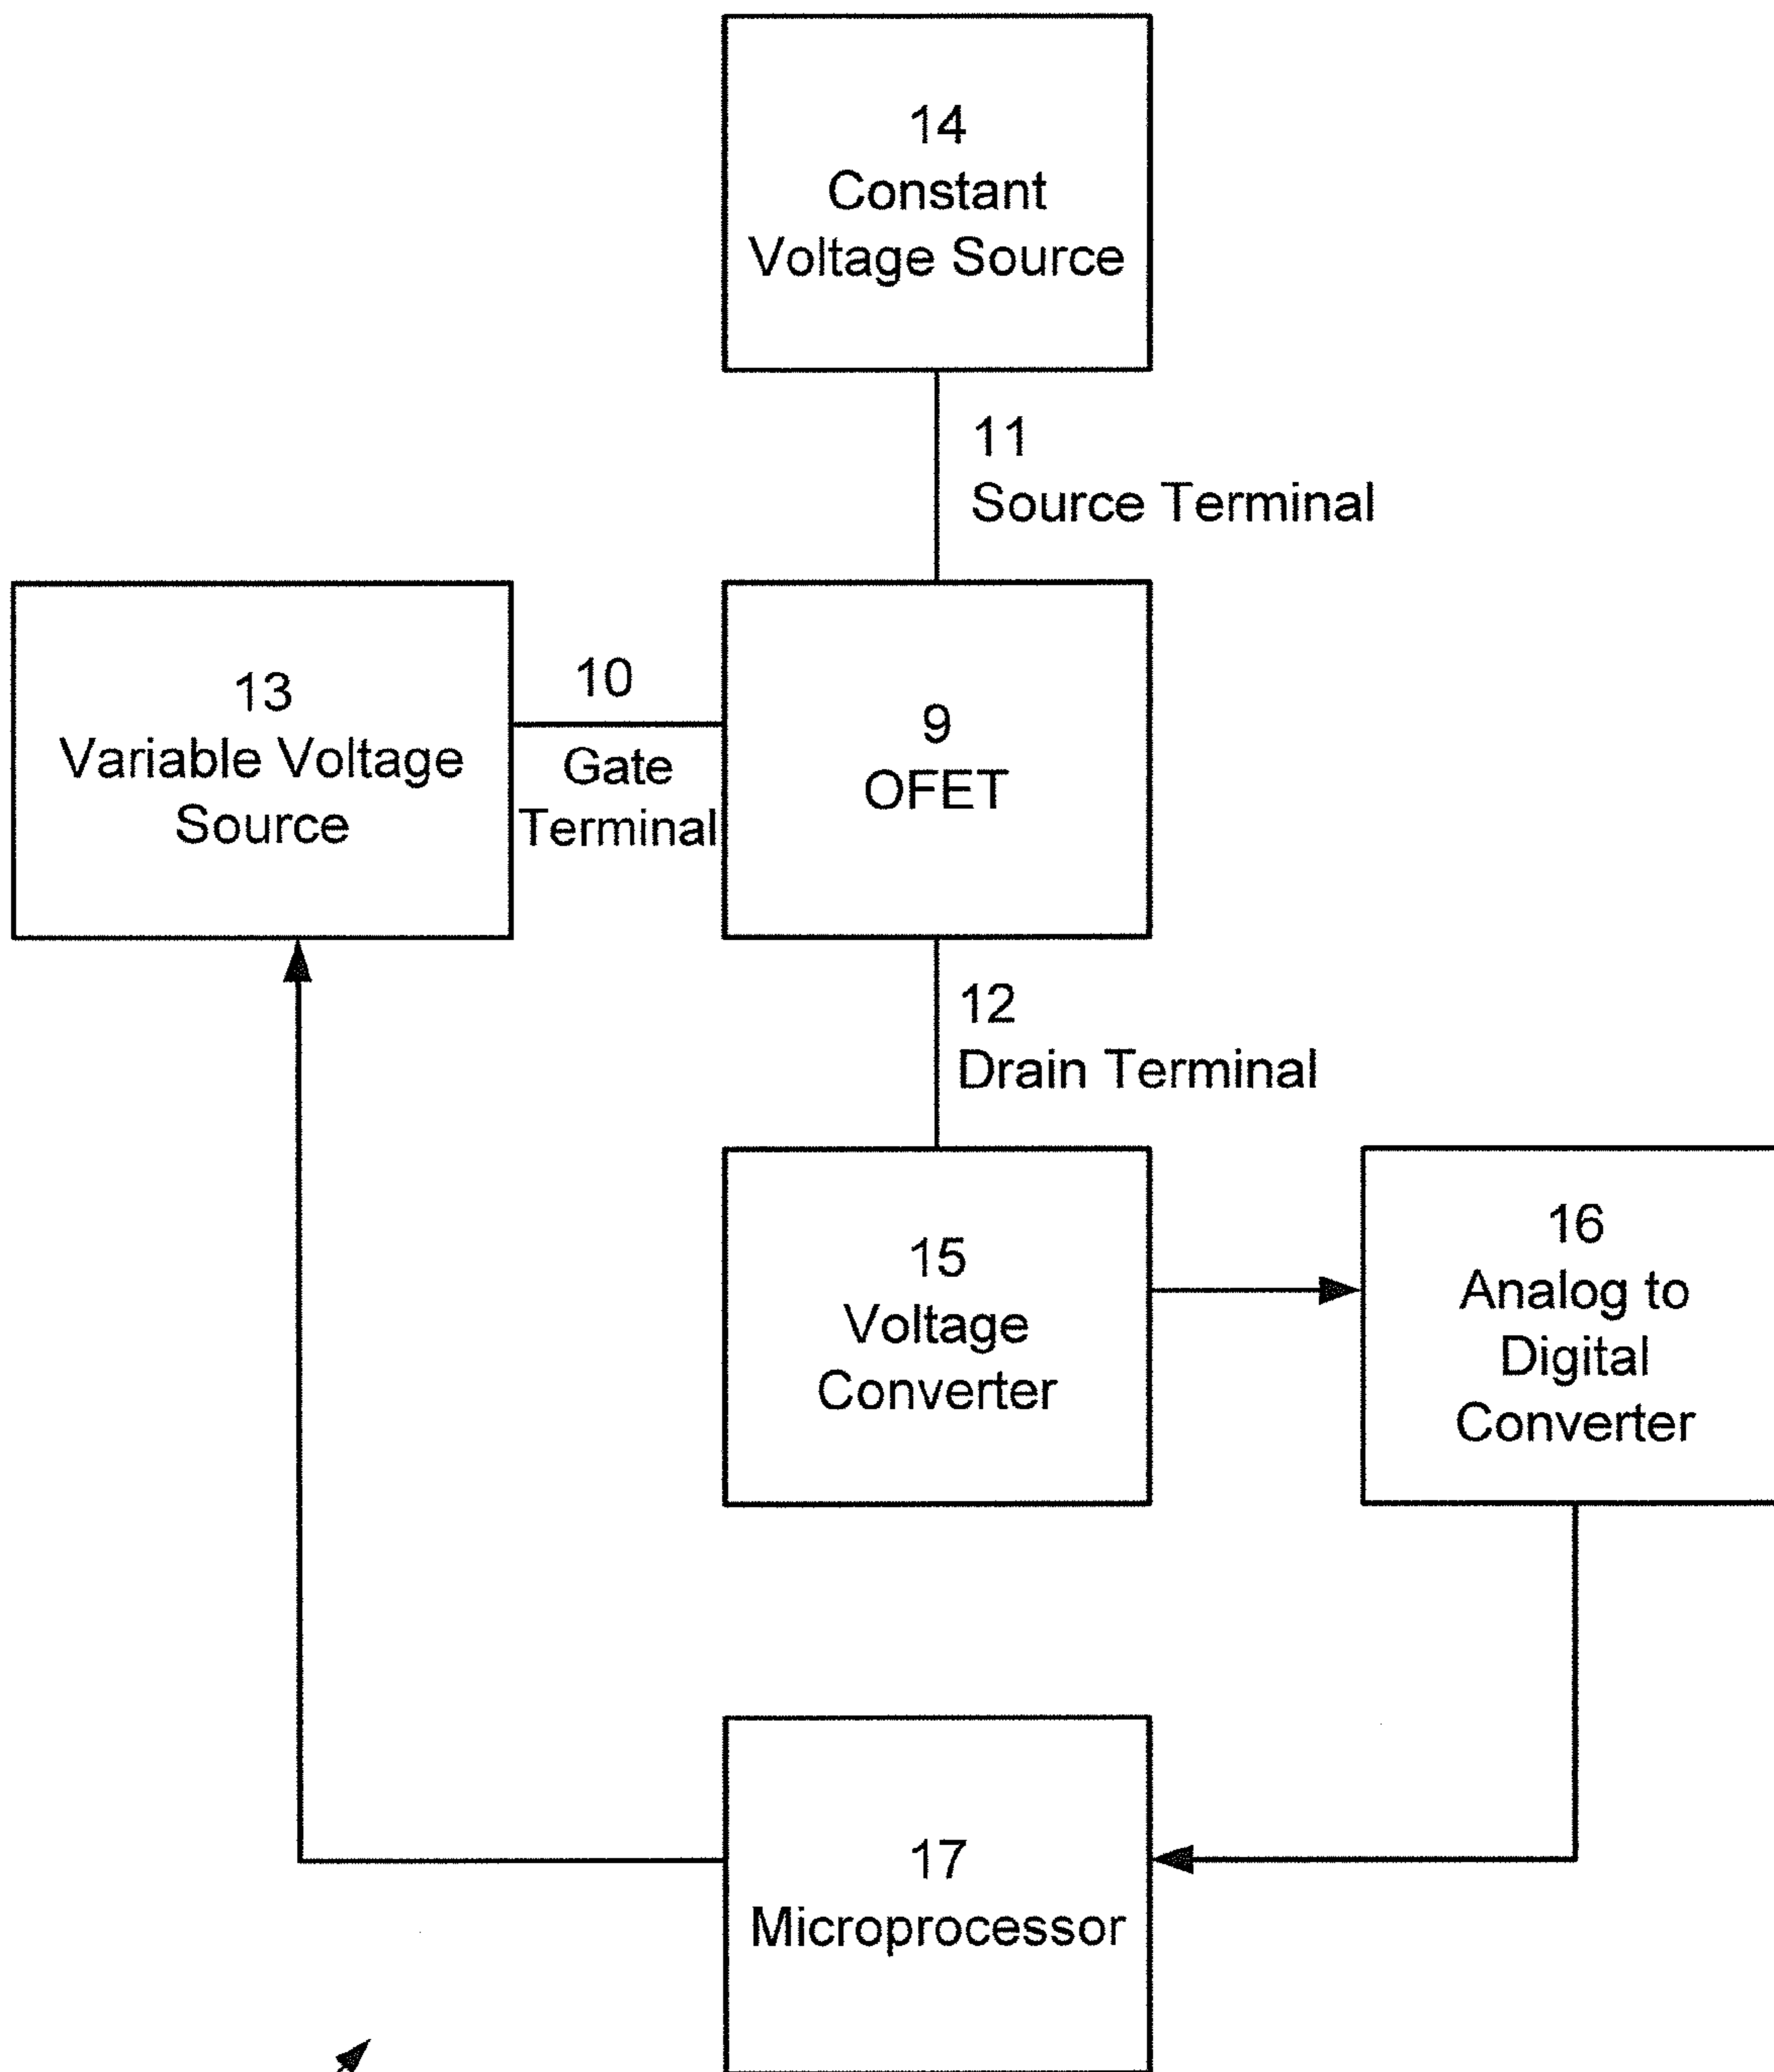 14
Constant
Voltage Source
11
Source Terminal
13
Variable Voltage
Source
10
Gate
Terminal
9
OFET
12
Drain Terminal
15
Voltage
Converter
16
Analog to
Digital
Converter
17
Microprocessor